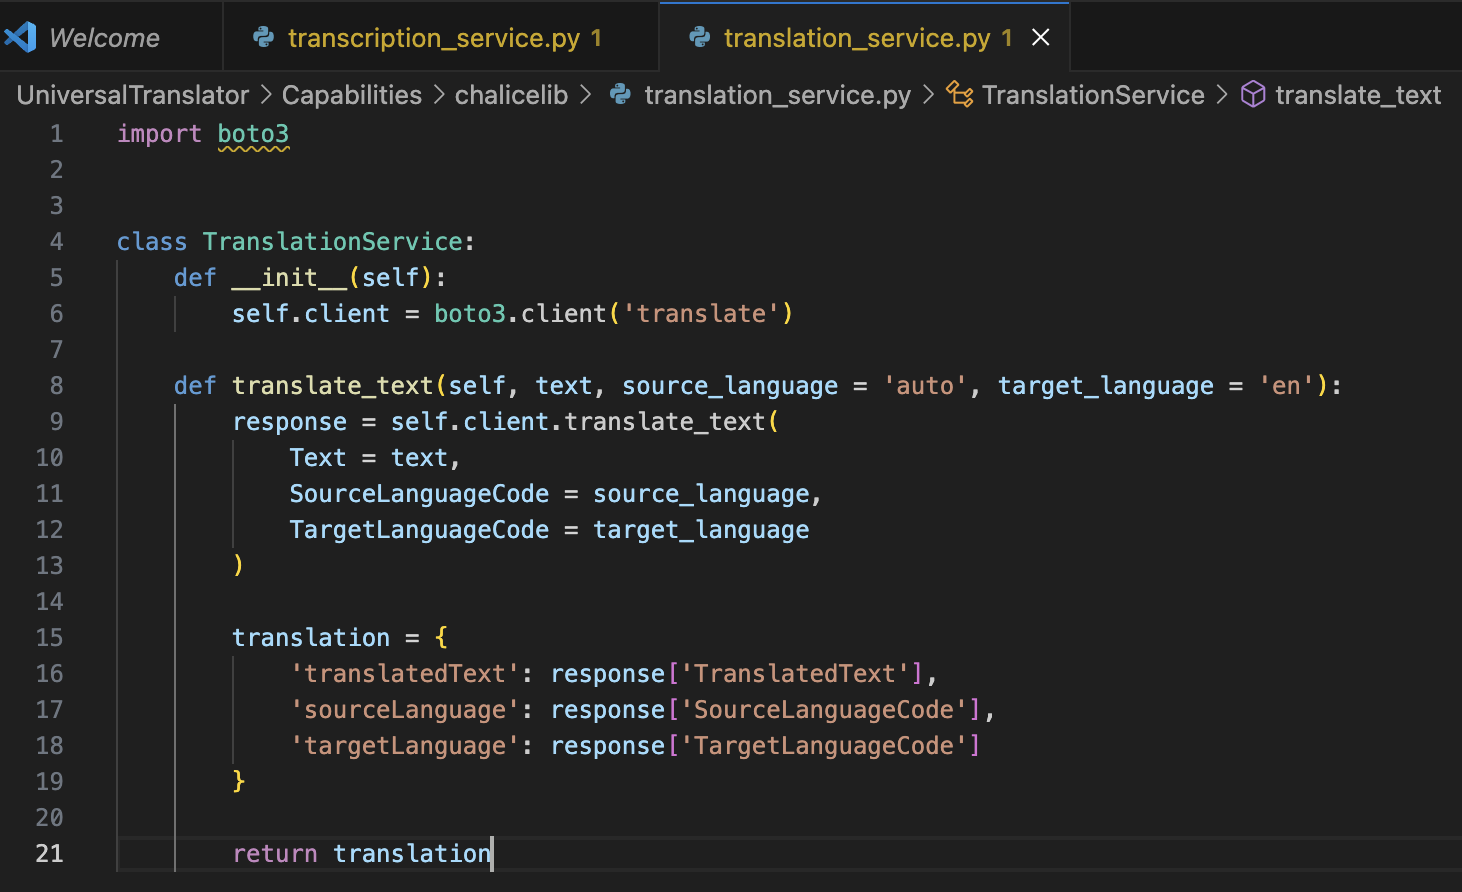 Welcome transcription_service.py 1 translation_service.py 1
UniversalTranslator > Capabilities > chalicelib > translation_service.py > TranslationService > translate_text
1 import boto3
2
3
4 class TranslationService:
5     def __init__(self):
6         self.client = boto3.client('translate')
7
8     def translate_text(self, text, source_language = 'auto', target_language = 'en'):
9         response = self.client.translate_text(
10             Text = text,
11             SourceLanguageCode = source_language,
12             TargetLanguageCode = target_language
13         )
14
15         translation = {
16             'translatedText': response['TranslatedText'],
17             'sourceLanguage': response['SourceLanguageCode'],
18             'targetLanguage': response['TargetLanguageCode']
19         }
20
21         return translation